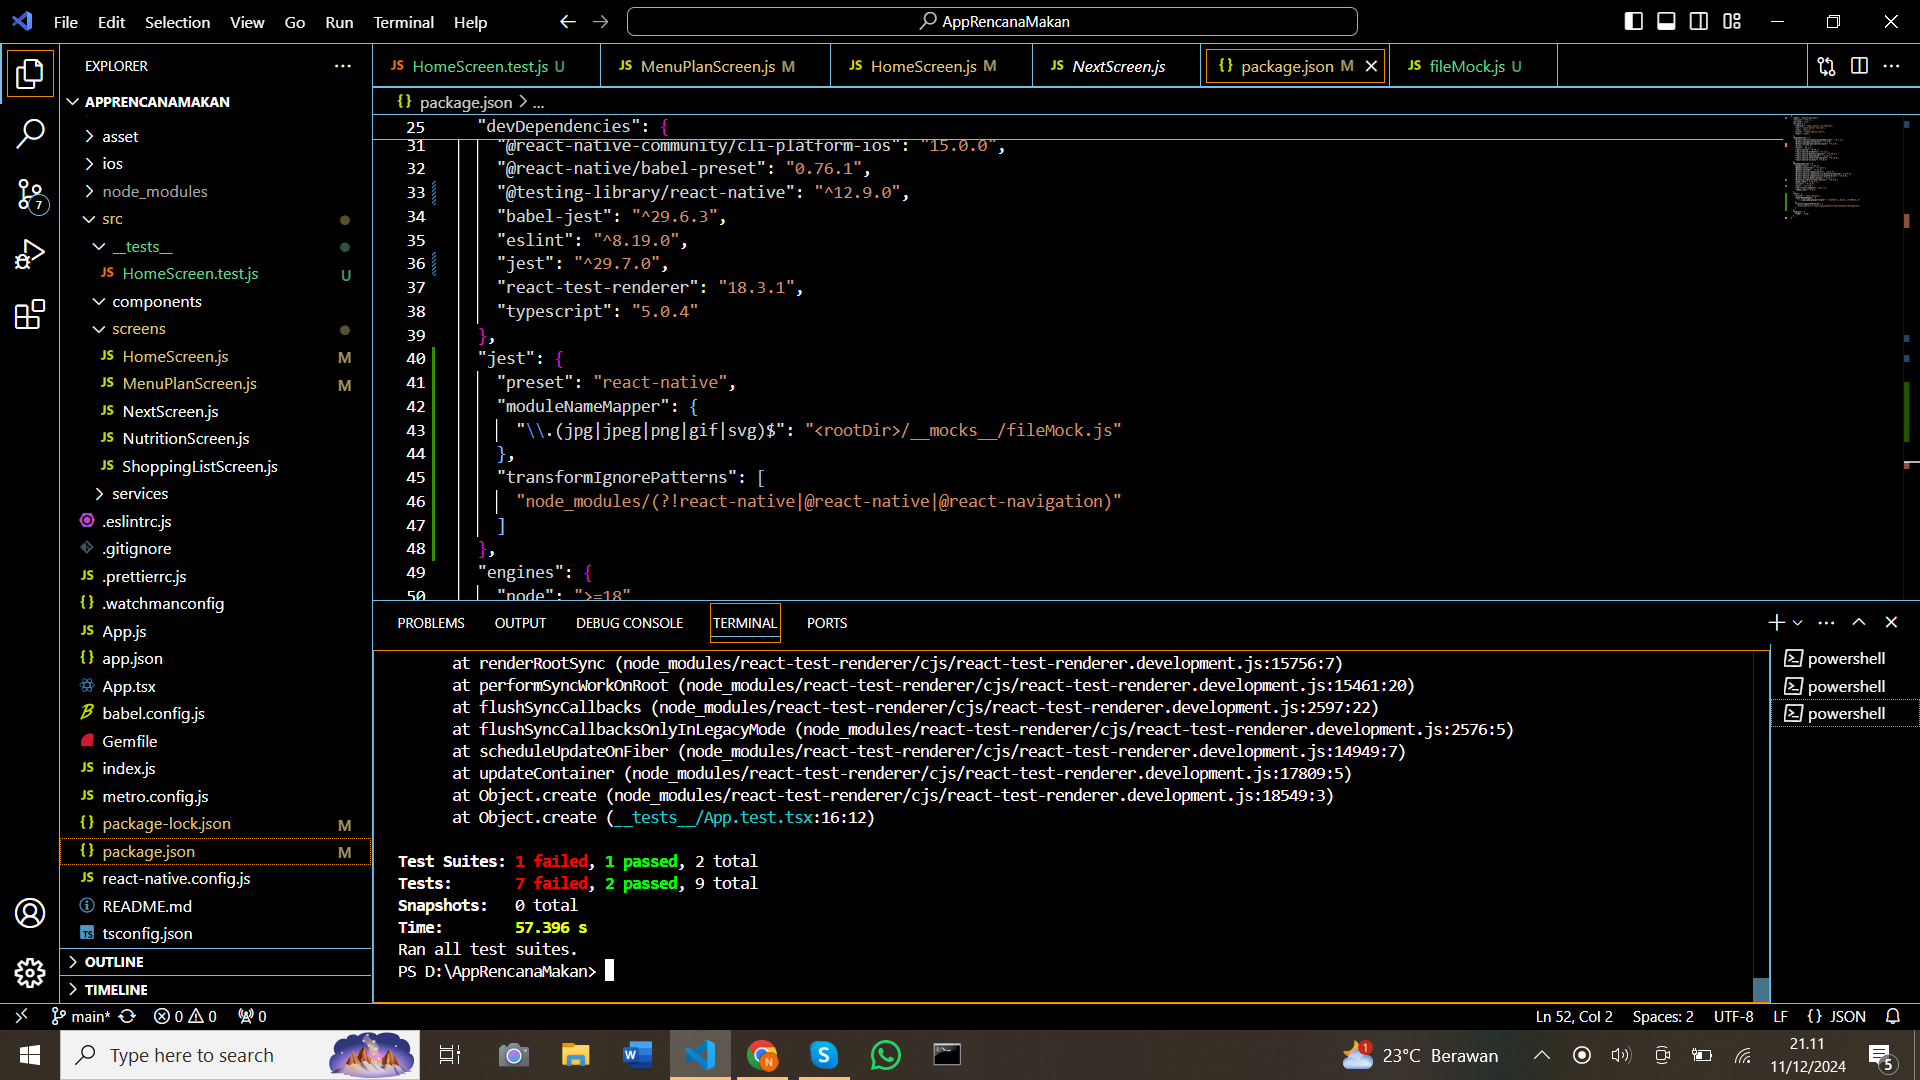 File Edit Selection View Go Run Terminal Help
AppRencanaMakan
EXPLORER
APPRENCANAMAKAN
asset
ios
node_modules
src
__tests__
HomeScreen.test.js U
components
screens
HomeScreen.js M
MenuPlanScreen.js M
NextScreen.js
NutritionScreen.js
ShoppingListScreen.js
services
.eslintrc.js
.gitignore
.prettierrc.js
.watchmanconfig
App.js
app.json
App.tsx
babel.config.js
Gemfile
index.js
metro.config.js
package-lock.json M
package.json M
react-native.config.js
README.md
tsconfig.json
OUTLINE
TIMELINE
7
HomeScreen.test.js U
MenuPlanScreen.js M
HomeScreen.js M
NextScreen.js
package.json M
fileMock.js U
package.json > ...
25 "devDependencies": {
31 "@react-native-community/cli-platform-ios": "15.0.0",
32 "@react-native/babel-preset": "0.76.1",
33 "@testing-library/react-native": "^12.9.0",
34 "babel-jest": "^29.6.3",
35 "eslint": "^8.19.0",
36 "jest": "^29.7.0",
37 "react-test-renderer": "18.3.1",
38 "typescript": "5.0.4"
39 },
40 "jest": {
41 "preset": "react-native",
42 "moduleNameMapper": {
43 "\\.(jpg|jpeg|png|gif|svg)$": "<rootDir>/__mocks__/fileMock.js"
44 },
45 "transformIgnorePatterns": [
46 "node_modules/(?!react-native|@react-native|@react-navigation)"
47 ]
48 },
49 "engines": {
50 "node": ">=18"
PROBLEMS OUTPUT DEBUG CONSOLE TERMINAL PORTS
at renderRootSync (node_modules/react-test-renderer/cjs/react-test-renderer.development.js:15756:7)
at performSyncWorkOnRoot (node_modules/react-test-renderer/cjs/react-test-renderer.development.js:15461:20)
at flushSyncCallbacks (node_modules/react-test-renderer/cjs/react-test-renderer.development.js:2597:22)
at flushSyncCallbacksOnlyInLegacyMode (node_modules/react-test-renderer/cjs/react-test-renderer.development.js:2576:5)
at scheduleUpdateOnFiber (node_modules/react-test-renderer/cjs/react-test-renderer.development.js:14949:7)
at updateContainer (node_modules/react-test-renderer/cjs/react-test-renderer.development.js:17809:5)
at Object.create (node_modules/react-test-renderer/cjs/react-test-renderer.development.js:18549:3)
at Object.create (__tests__/App.test.tsx:16:12)
Test Suites: 1 failed, 1 passed, 2 total
Tests: 7 failed, 2 passed, 9 total
Snapshots: 0 total
Time: 57.396 s
Ran all test suites.
PS D:\AppRencanaMakan>
powershell
powershell
powershell
main* 0 0 0
Ln 52, Col 2 Spaces: 2 UTF-8 LF {} JSON
Type here to search
1 23°C Berawan
21.11
11/12/2024
5